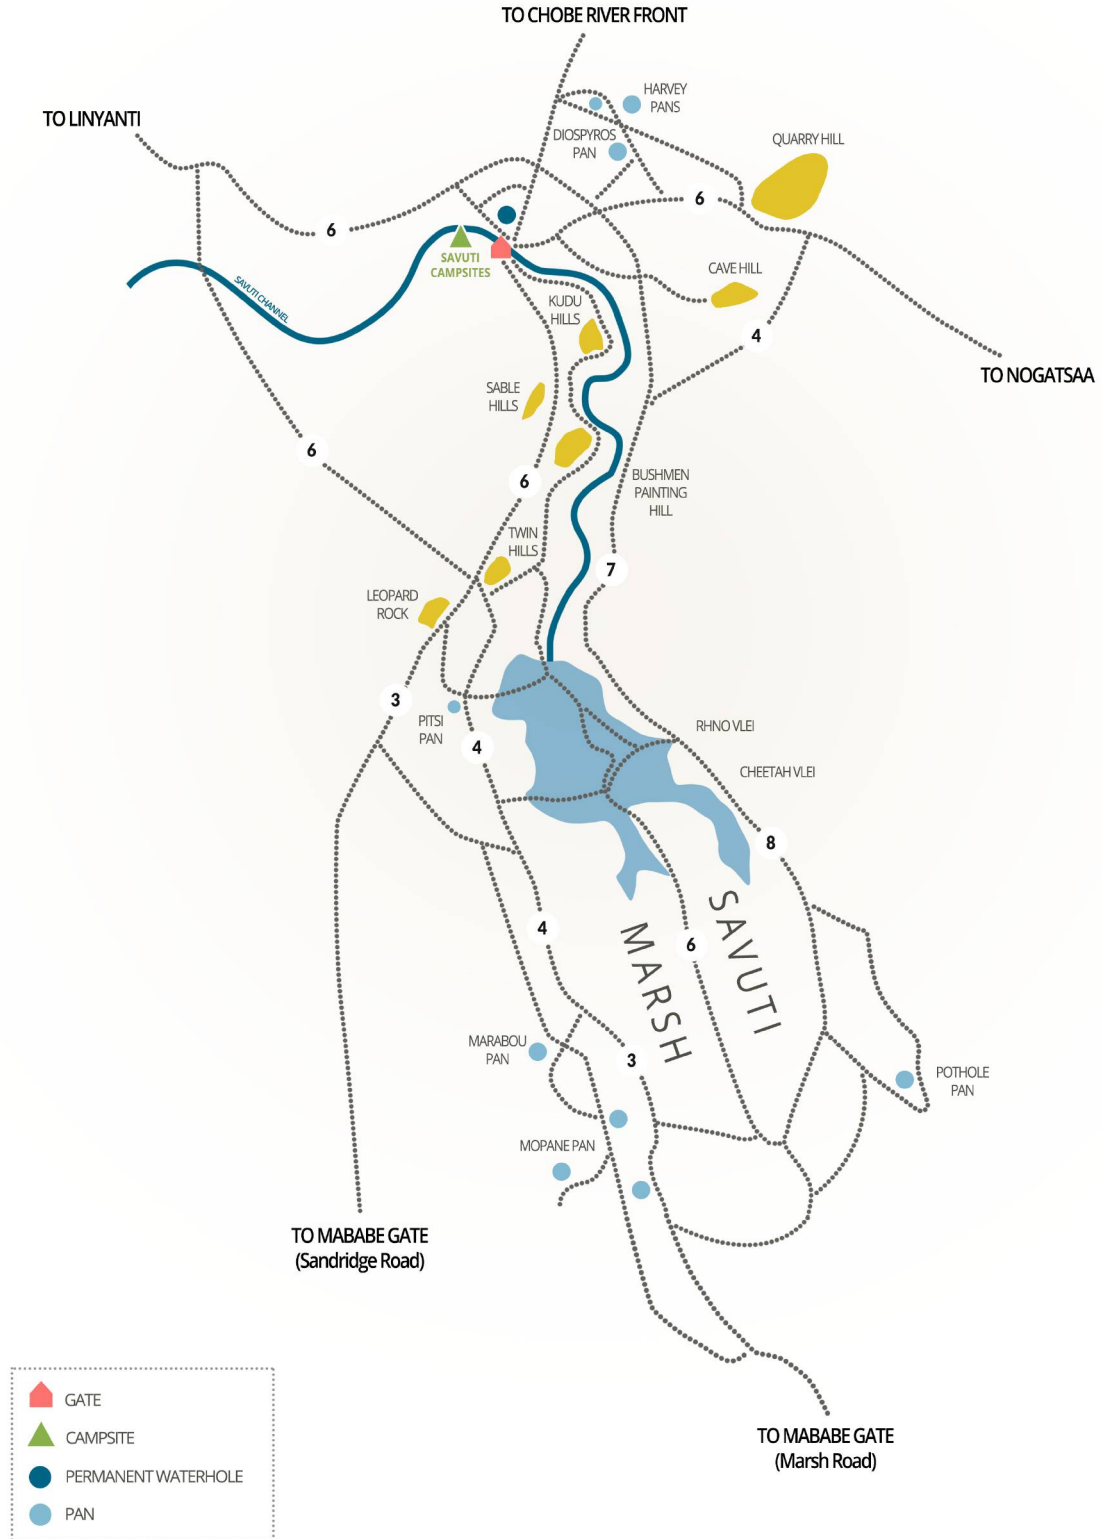 TO CHOBE RIVER FRONT
HARVEY
PANS
TO LINYANTI
DIOSPYROS
PAN
QUARRY HILL
6
6
SAVUTI
CAMPSITES
CAVE HILL
SAVUTI CHANNEL
KUDU
HILLS
4
TO NOGATSAA
SABLE
HILLS
6
6
BUSHMEN
PAINTING
HILL
TWIN
HILLS
7
LEOPARD
ROCK
3
PITSI
PAN
4
RHNO VLEI
CHEETAH VLEI
8
4
MARSH
6
SAVUTI
MARABOU
PAN
3
POTHOLE
PAN
MOPANE PAN
TO MABABE GATE
(Sandridge Road)
GATE
CAMPSITE
PERMANENT WATERHOLE
PAN
TO MABABE GATE
(Marsh Road)